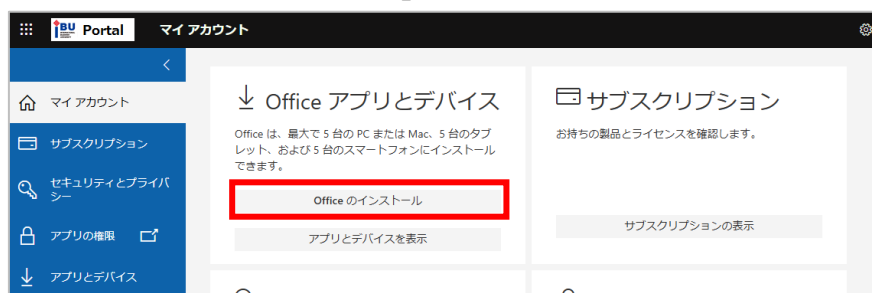 IBU Portal マイ アカウント
マイ アカウント
サブスクリプション
セキュリティとプライバ
シー
アプリの権限
アプリとデバイス
Office アプリとデバイス
Office は、最大で 5 台の PC または Mac、5 台のタブ
レット、および 5 台のスマートフォンにインストール
できます。
Office のインストール
アプリとデバイスを表示
サブスクリプション
お持ちの製品とライセンスを確認します。
サブスクリプションの表示